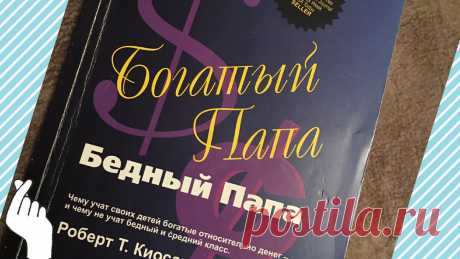 SELLER
Богатый
Папа
Бедный Папа
Чему учат своих детей богатые относительно денег
и чему не учат бедный и средний класс.
Роберт Т.
postila.ru